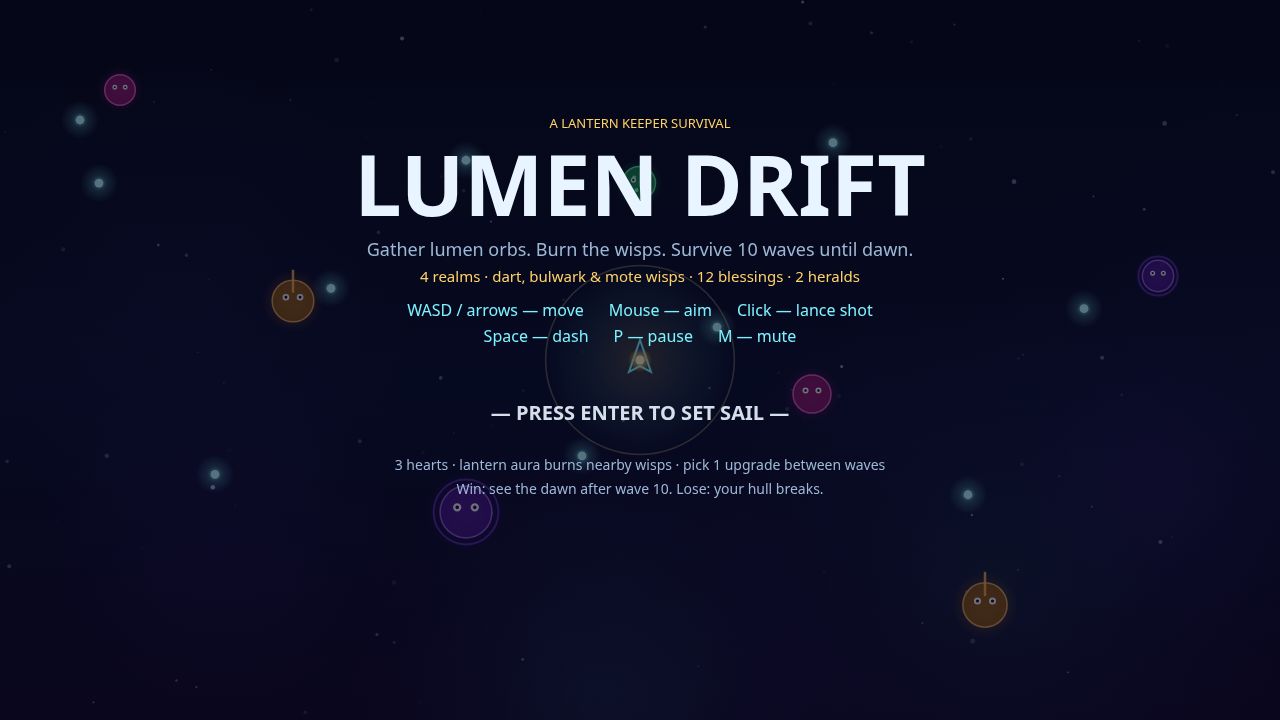 A LANTERN KEEPER SURVIVAL
LUMEN DRIFT
Gather lumen orbs. Burn the wisps. Survive 10 waves until dawn.
4 realms · dart, bulwark & mote wisps · 12 blessings · 2 heralds
WASD / arrows — move Mouse — aim Click — lance shot
Space — dash P — pause M — mute
— PRESS ENTER TO SET SAIL —
3 hearts · lantern aura burns nearby wisps · pick 1 upgrade between waves
Win: see the dawn after wave 10. Lose: your hull breaks.